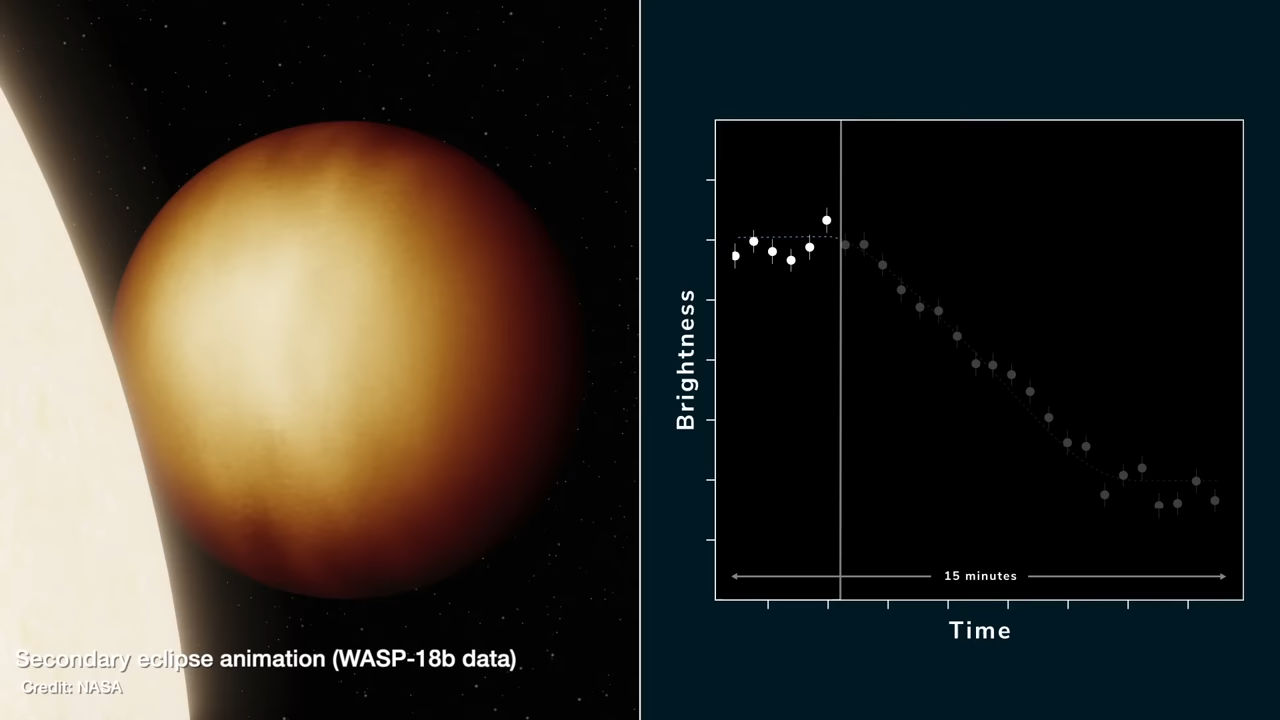 Secondary eclipse animation (WASP-18b data)
Credit: NASA
Brightness
15 minutes
Time